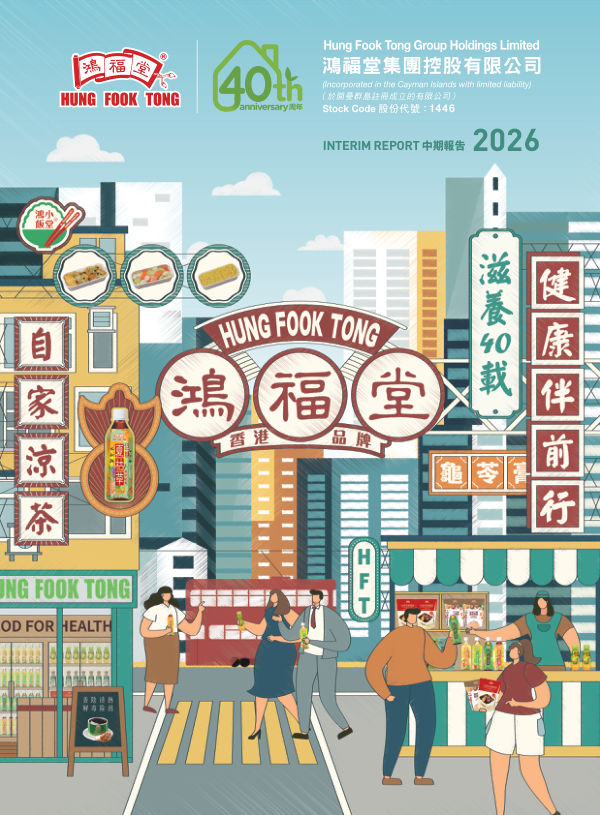 鴻福堂®
HUNG FOOK TONG
40th
anniversary周年
Hung Fook Tong Group Holdings Limited
鴻福堂集團控股有限公司
(Incorporated in the Cayman Islands with limited liability)
(於開曼群島註冊成立的有限公司)
Stock Code 股份代號：1446
INTERIM REPORT 中期報告 2026
鴻小飯堂
HUNG FOOK TONG
鴻福堂
香港品牌
滋養40載
健康伴前行
自家涼茶
夏枯草
龜苓膏
HFT
UNG FOOK TONG
OD FOR HEALTH